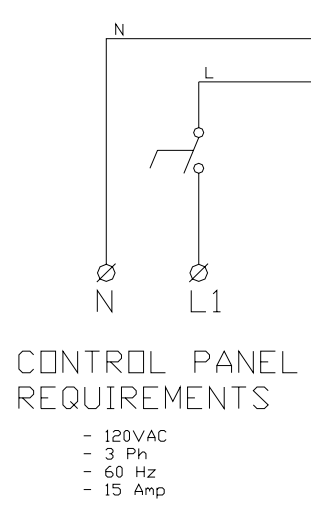 N
L
N
L1
CONTROL PANEL
REQUIREMENTS
- 120VAC
- 3 Ph
- 60 Hz
- 15 Amp